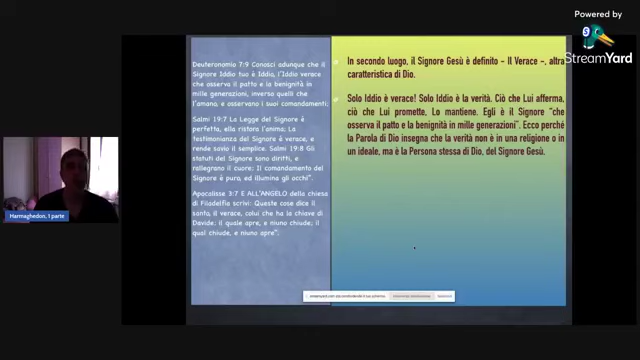 Powered by
StreamYard
Deuteronomio 7:9 Conosci adunque che il
Signore Iddio tuo è Iddio, l'Iddio verace
che osserva il patto e la benignità in
mille generazioni, inverso quelli che
l'amano, e osservano i suoi comandamenti;
Salmi 19:7 La Legge del Signore è
perfetta, ella ristora l'anima; La
testimonianza del Signore è verace, e
rende savio il semplice. Salmi 19:8 Gli
statuti del Signore sono diritti, e
rallegrano il cuore; Il comandamento del
Signore è puro, ed illumina gli occhi".
Apocalisse 3:7 E ALL'ANGELO della chiesa
di Filadelfia scrivi: Queste cose dice il
santo, il verace, colui che ha la chiave di
Davide; il quale apre, e niuno chiude; il
qual chiude, e niuno apre".
In secondo luogo, il Signore Gesù è definito - Il Verace -, altra
caratteristica di Dio.
Solo Iddio è verace! Solo Iddio è la verità. Ciò che Lui afferma,
ciò che Lui promette, Lo mantiene. Egli è il Signore "che
osserva il patto e la benignità in mille generazioni". Ecco perché
la Parola di Dio insegna che la verità non è in una religione o in
un ideale, ma è la Persona stessa di Dio, del Signore Gesù.
Harmaghedon, 1 parte